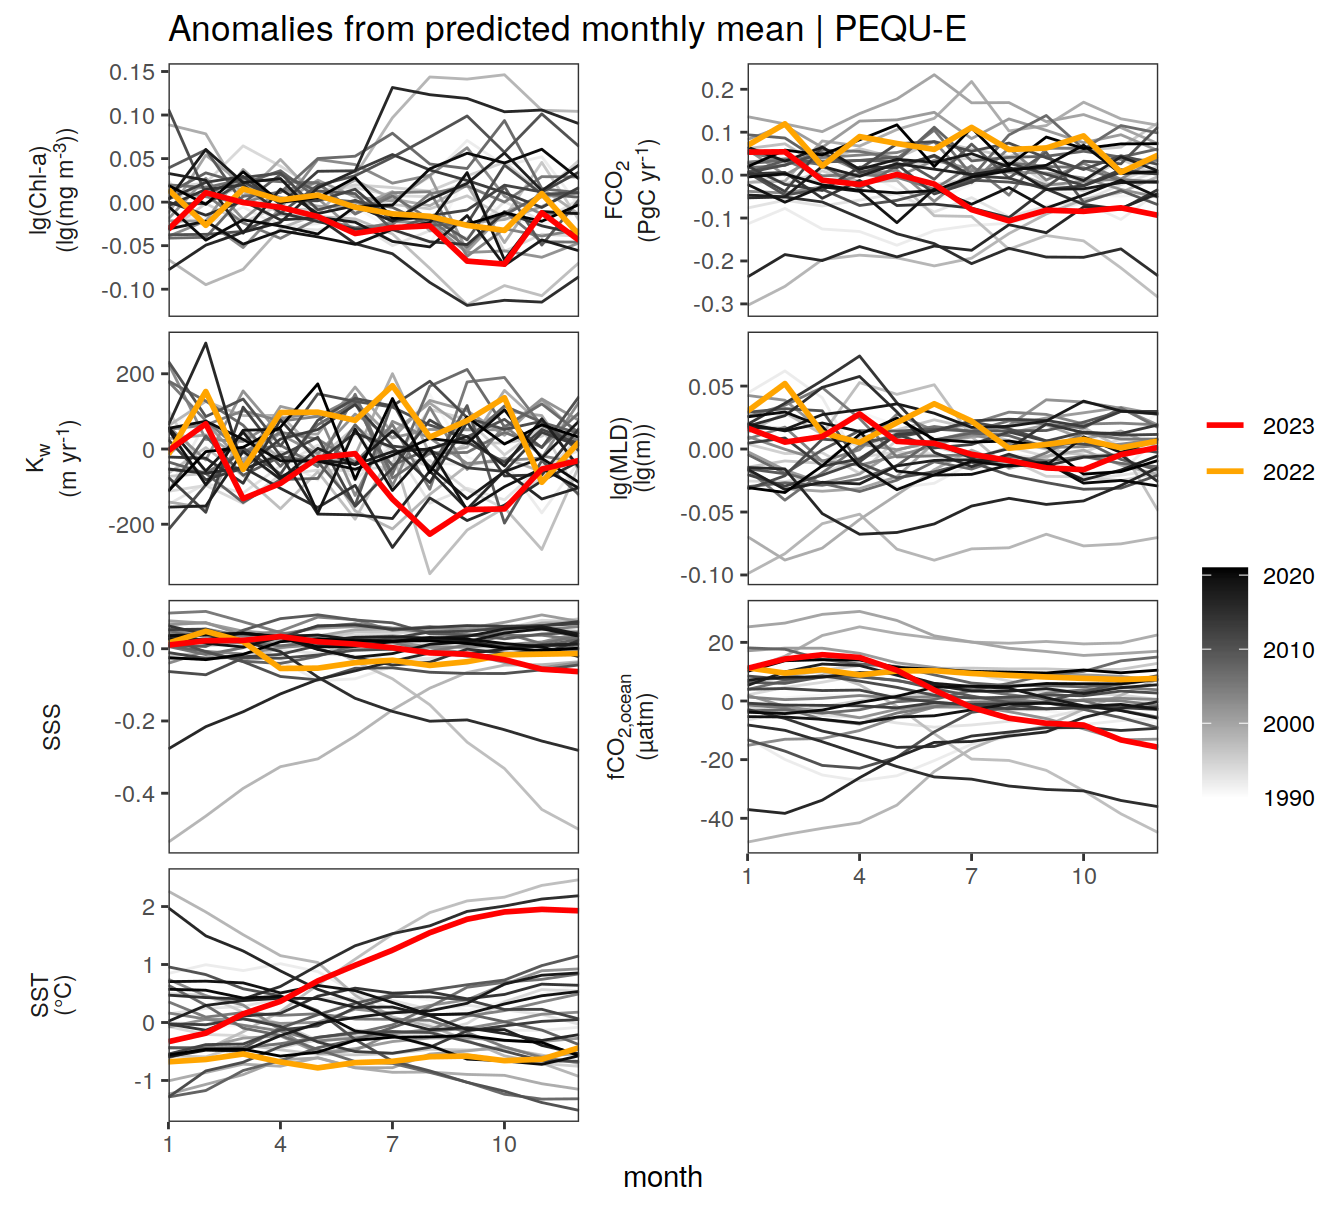 Anomalies from predicted monthly mean | PEQU-E
lg(Chl-a)
(lg(mg m⁻³))
0.15
0.10
0.05
0.00
-0.05
-0.10
FCO₂
(PgC yr⁻¹)
0.2
0.1
0.0
-0.1
-0.2
-0.3
K_w
(m yr⁻¹)
200
0
-200
lg(MLD)
(lg(m))
0.05
0.00
-0.05
-0.10
SSS
0.0
-0.2
-0.4
fCO₂,ocean
(µatm)
20
0
-20
-40
1
4
7
10
SST
(°C)
2
1
0
-1
1
4
7
10
month
2023
2022
2020
2010
2000
1990